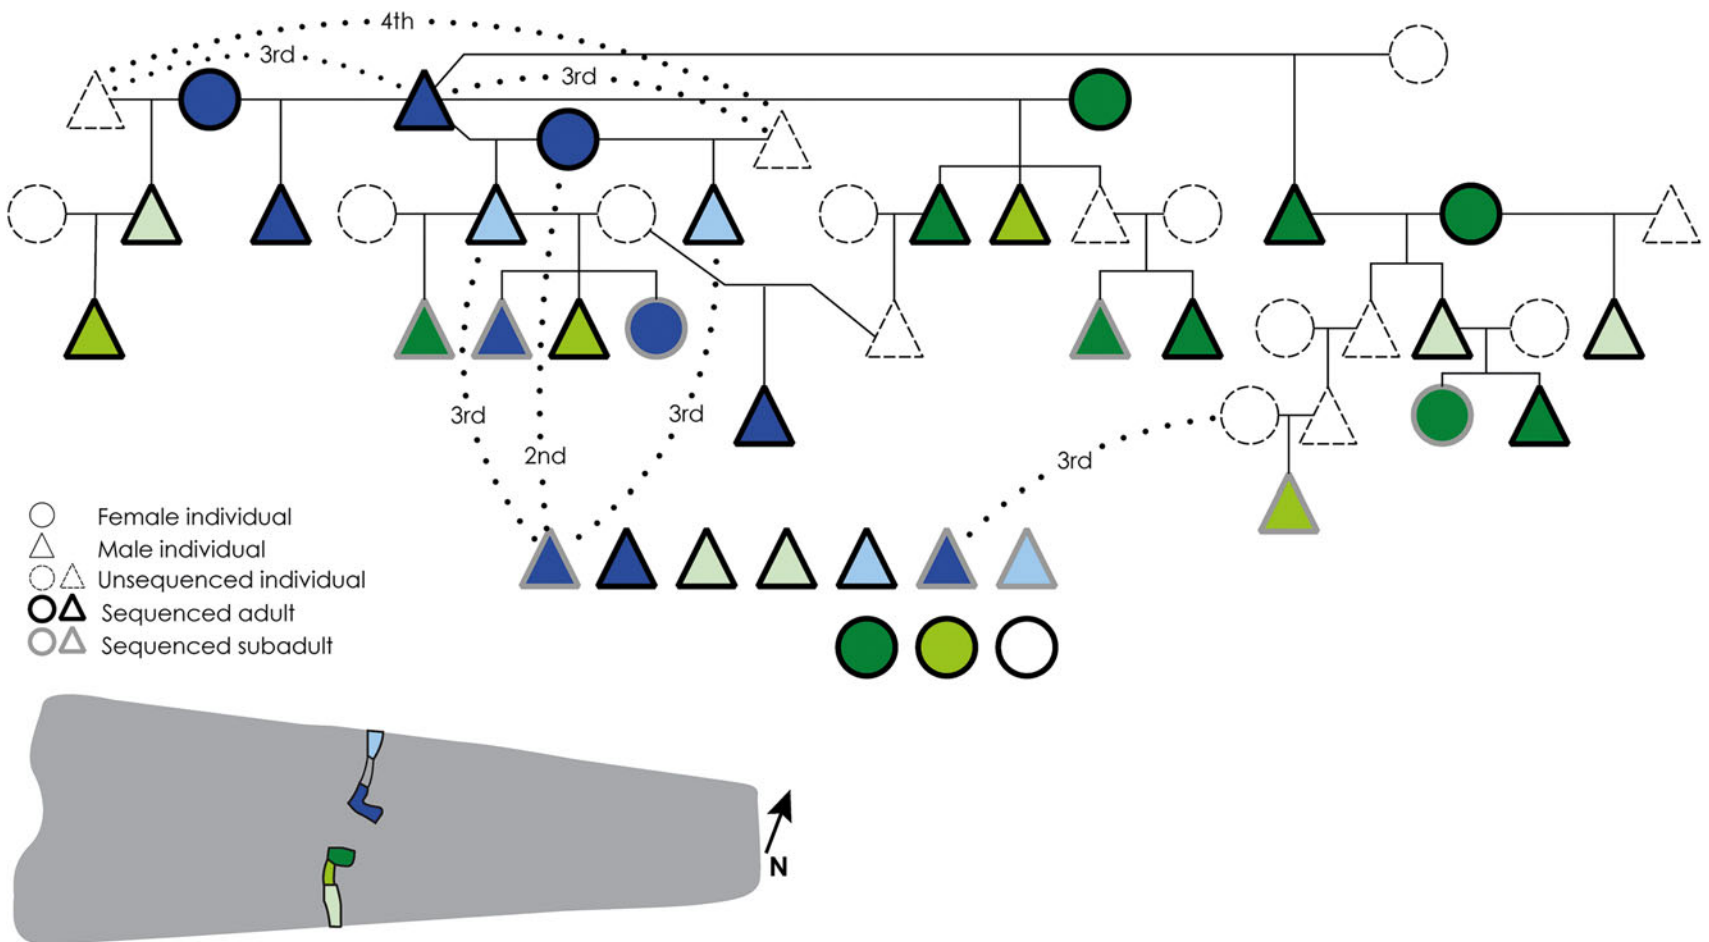 4th
3rd
3rd
3rd
3rd
2nd
3rd
Female individual
Male individual
Unsequenced individual
Sequenced adult
Sequenced subadult
N